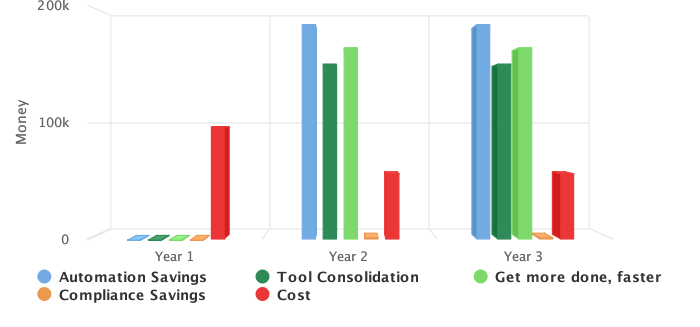 200k
100k
0
Money
Year 1 Year 2 Year 3
Automation Savings Tool Consolidation Get more done, faster
Compliance Savings Cost